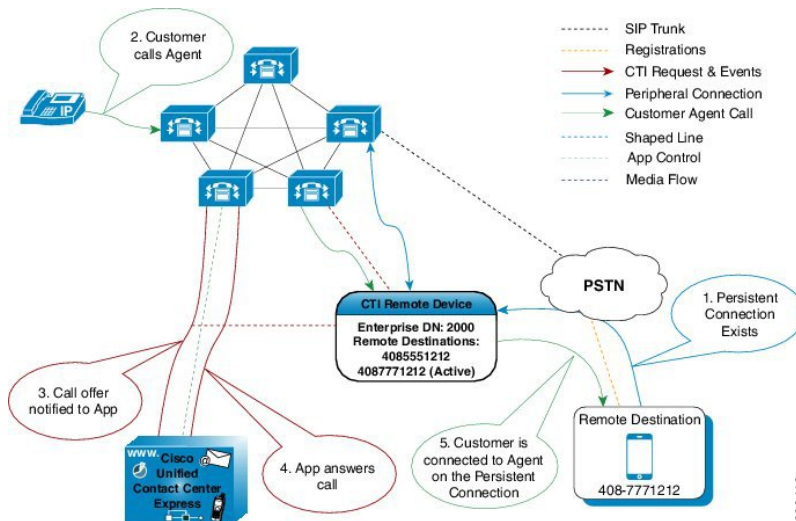 2. Customer
calls Agent
IP
SIP Trunk
Registrations
CTI Request & Events
Peripheral Connection
Customer Agent Call
Shaped Line
App Control
Media Flow
PSTN
1. Persistent
Connection
Exists
CTI Remote Device
Enterprise DN: 2000
Remote Destinations:
4085551212
4087771212 (Active)
3. Call offer
notified to App
4. App answers
call
5. Customer is
connected to Agent
on the Persistent
Connection
Remote Destination
408-7771212
www.
@
Cisco
Unified
Contact Center
Express